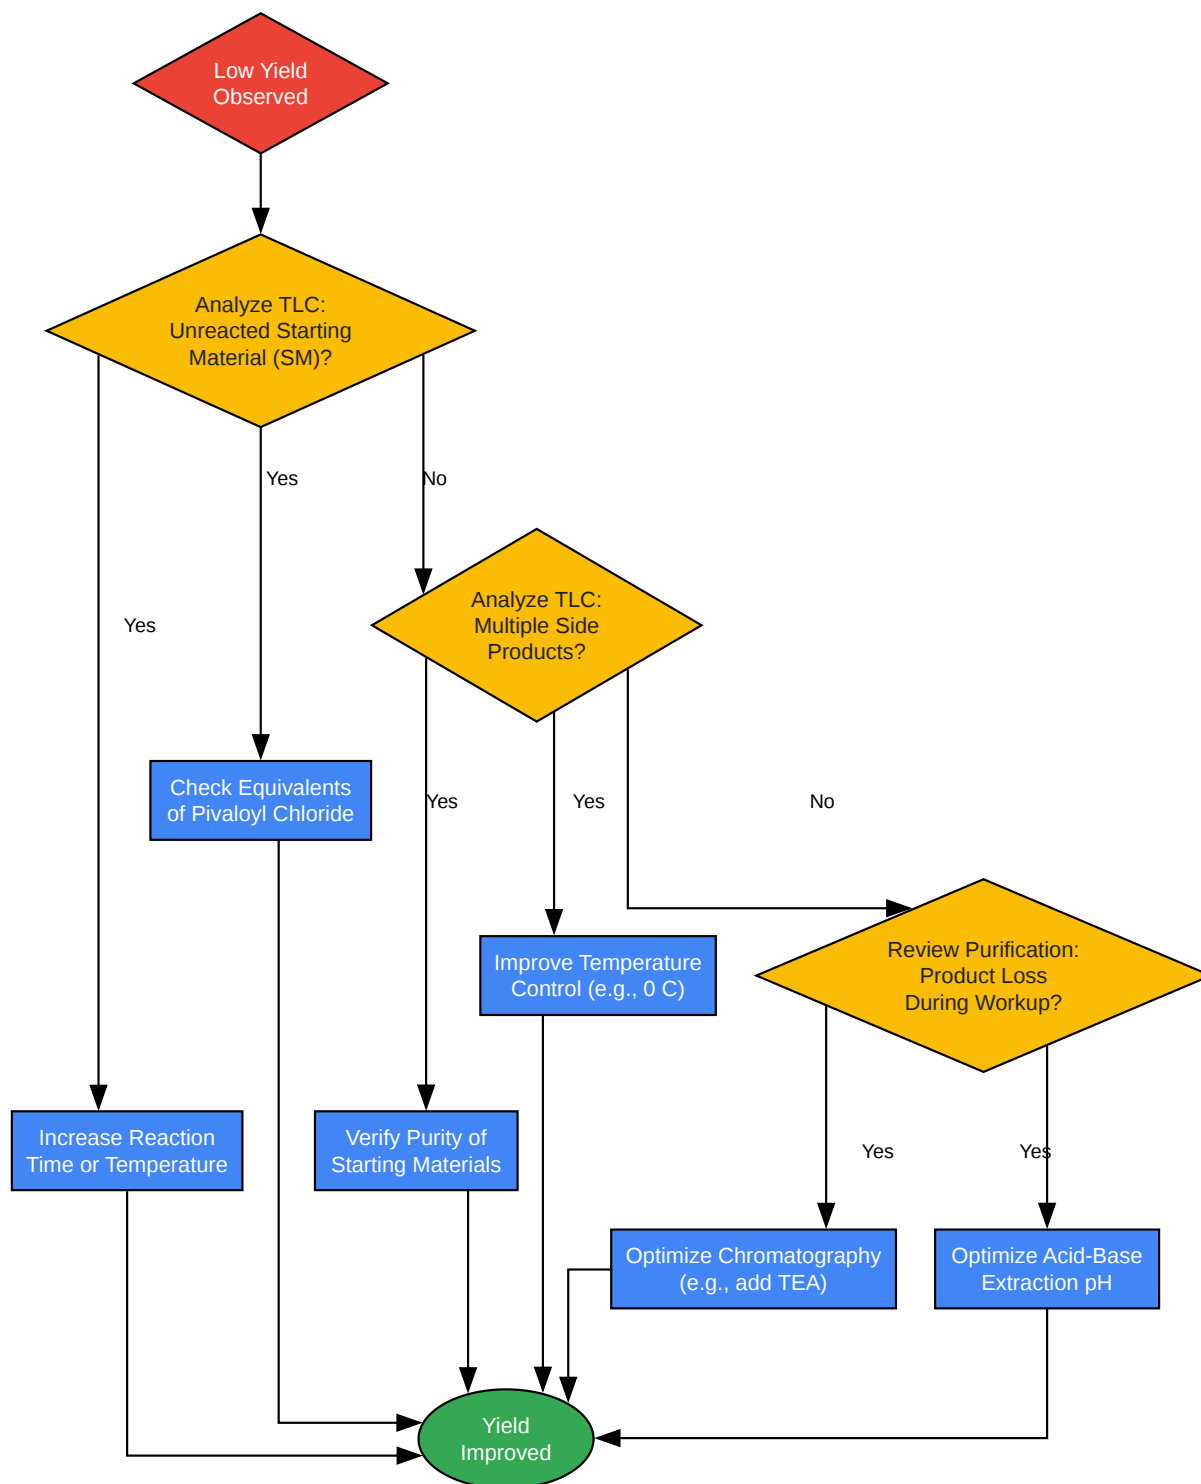 Low Yield
Observed
Analyze TLC:
Unreacted Starting
Material (SM)?
Yes
No
Analyze TLC:
Multiple Side
Products?
Yes
Check Equivalents
of Pivaloyl Chloride
Yes
Yes
No
Improve Temperature
Control (e.g., 0 C)
Review Purification:
Product Loss
During Workup?
Increase Reaction
Time or Temperature
Verify Purity of
Starting Materials
Yes
Yes
Optimize Chromatography
(e.g., add TEA)
Optimize Acid-Base
Extraction pH
Yield
Improved